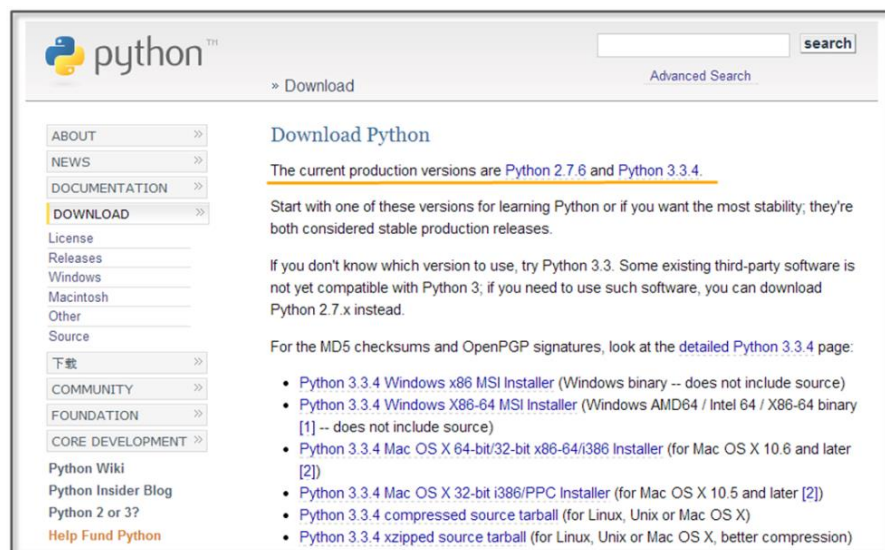 python™
search
Advanced Search
» Download
ABOUT »
NEWS »
DOCUMENTATION »
DOWNLOAD »
License
Releases
Windows
Macintosh
Other
Source
下载 »
COMMUNITY »
FOUNDATION »
CORE DEVELOPMENT »
Python Wiki
Python Insider Blog
Python 2 or 3?
Help Fund Python
Download Python
The current production versions are Python 2.7.6 and Python 3.3.4.
Start with one of these versions for learning Python or if you want the most stability; they're
both considered stable production releases.
If you don't know which version to use, try Python 3.3. Some existing third-party software is
not yet compatible with Python 3; if you need to use such software, you can download
Python 2.7.x instead.
For the MD5 checksums and OpenPGP signatures, look at the detailed Python 3.3.4 page:
• Python 3.3.4 Windows x86 MSI Installer (Windows binary -- does not include source)
• Python 3.3.4 Windows X86-64 MSI Installer (Windows AMD64 / Intel 64 / X86-64 binary
[1] -- does not include source)
• Python 3.3.4 Mac OS X 64-bit/32-bit x86-64/i386 Installer (for Mac OS X 10.6 and later
[2])
• Python 3.3.4 Mac OS X 32-bit i386/PPC Installer (for Mac OS X 10.5 and later [2])
• Python 3.3.4 compressed source tarball (for Linux, Unix or Mac OS X)
• Python 3.3.4 xzipped source tarball (for Linux, Unix or Mac OS X, better compression)